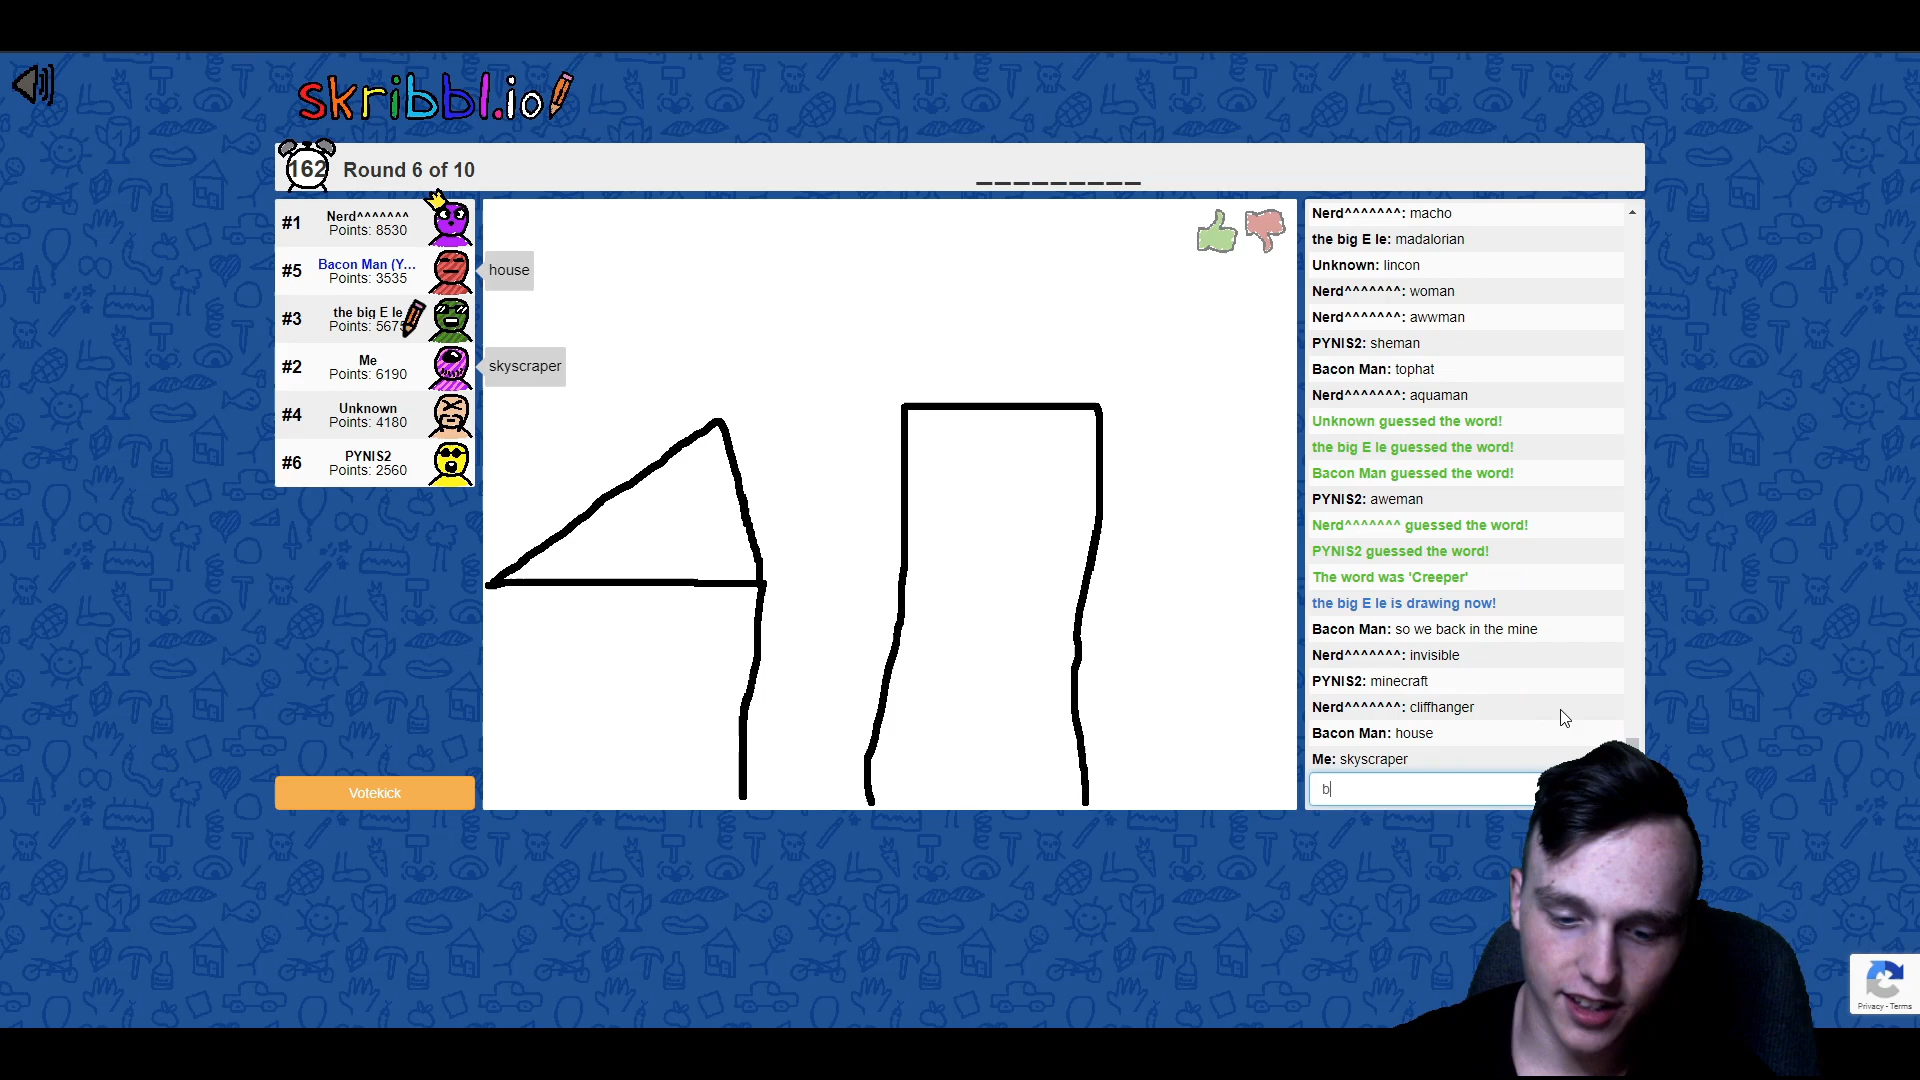 skribbl.io
162 Round 6 of 10
_________
#1 Nerd^^^^^^^
Points: 8530
#5 Bacon Man (Y...
Points: 3535
house
#3 the big E le
Points: 5675
#2 Me
Points: 6190
skyscraper
#4 Unknown
Points: 4180
#6 PYNIS2
Points: 2560
Votekick
Nerd^^^^^^^: macho
the big E le: madalorian
Unknown: lincon
Nerd^^^^^^^: woman
Nerd^^^^^^^: awwman
PYNIS2: sheman
Bacon Man: tophat
Nerd^^^^^^^: aquaman
Unknown guessed the word!
the big E le guessed the word!
Bacon Man guessed the word!
PYNIS2: aweman
Nerd^^^^^^^ guessed the word!
PYNIS2 guessed the word!
The word was 'Creeper'
the big E le is drawing now!
Bacon Man: so we back in the mine
Nerd^^^^^^^: invisible
PYNIS2: minecraft
Nerd^^^^^^^: cliffhanger
Bacon Man: house
Me: skyscraper
b
Privacy - Terms